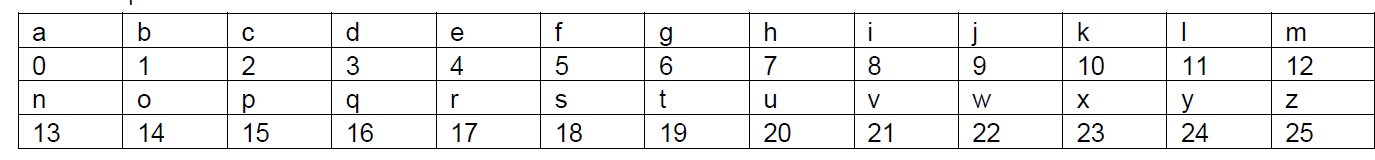 a b c d e f g h i j k l m
0 1 2 3 4 5 6 7 8 9 10 11 12
n o p q r s t u v w x y z
13 14 15 16 17 18 19 20 21 22 23 24 25